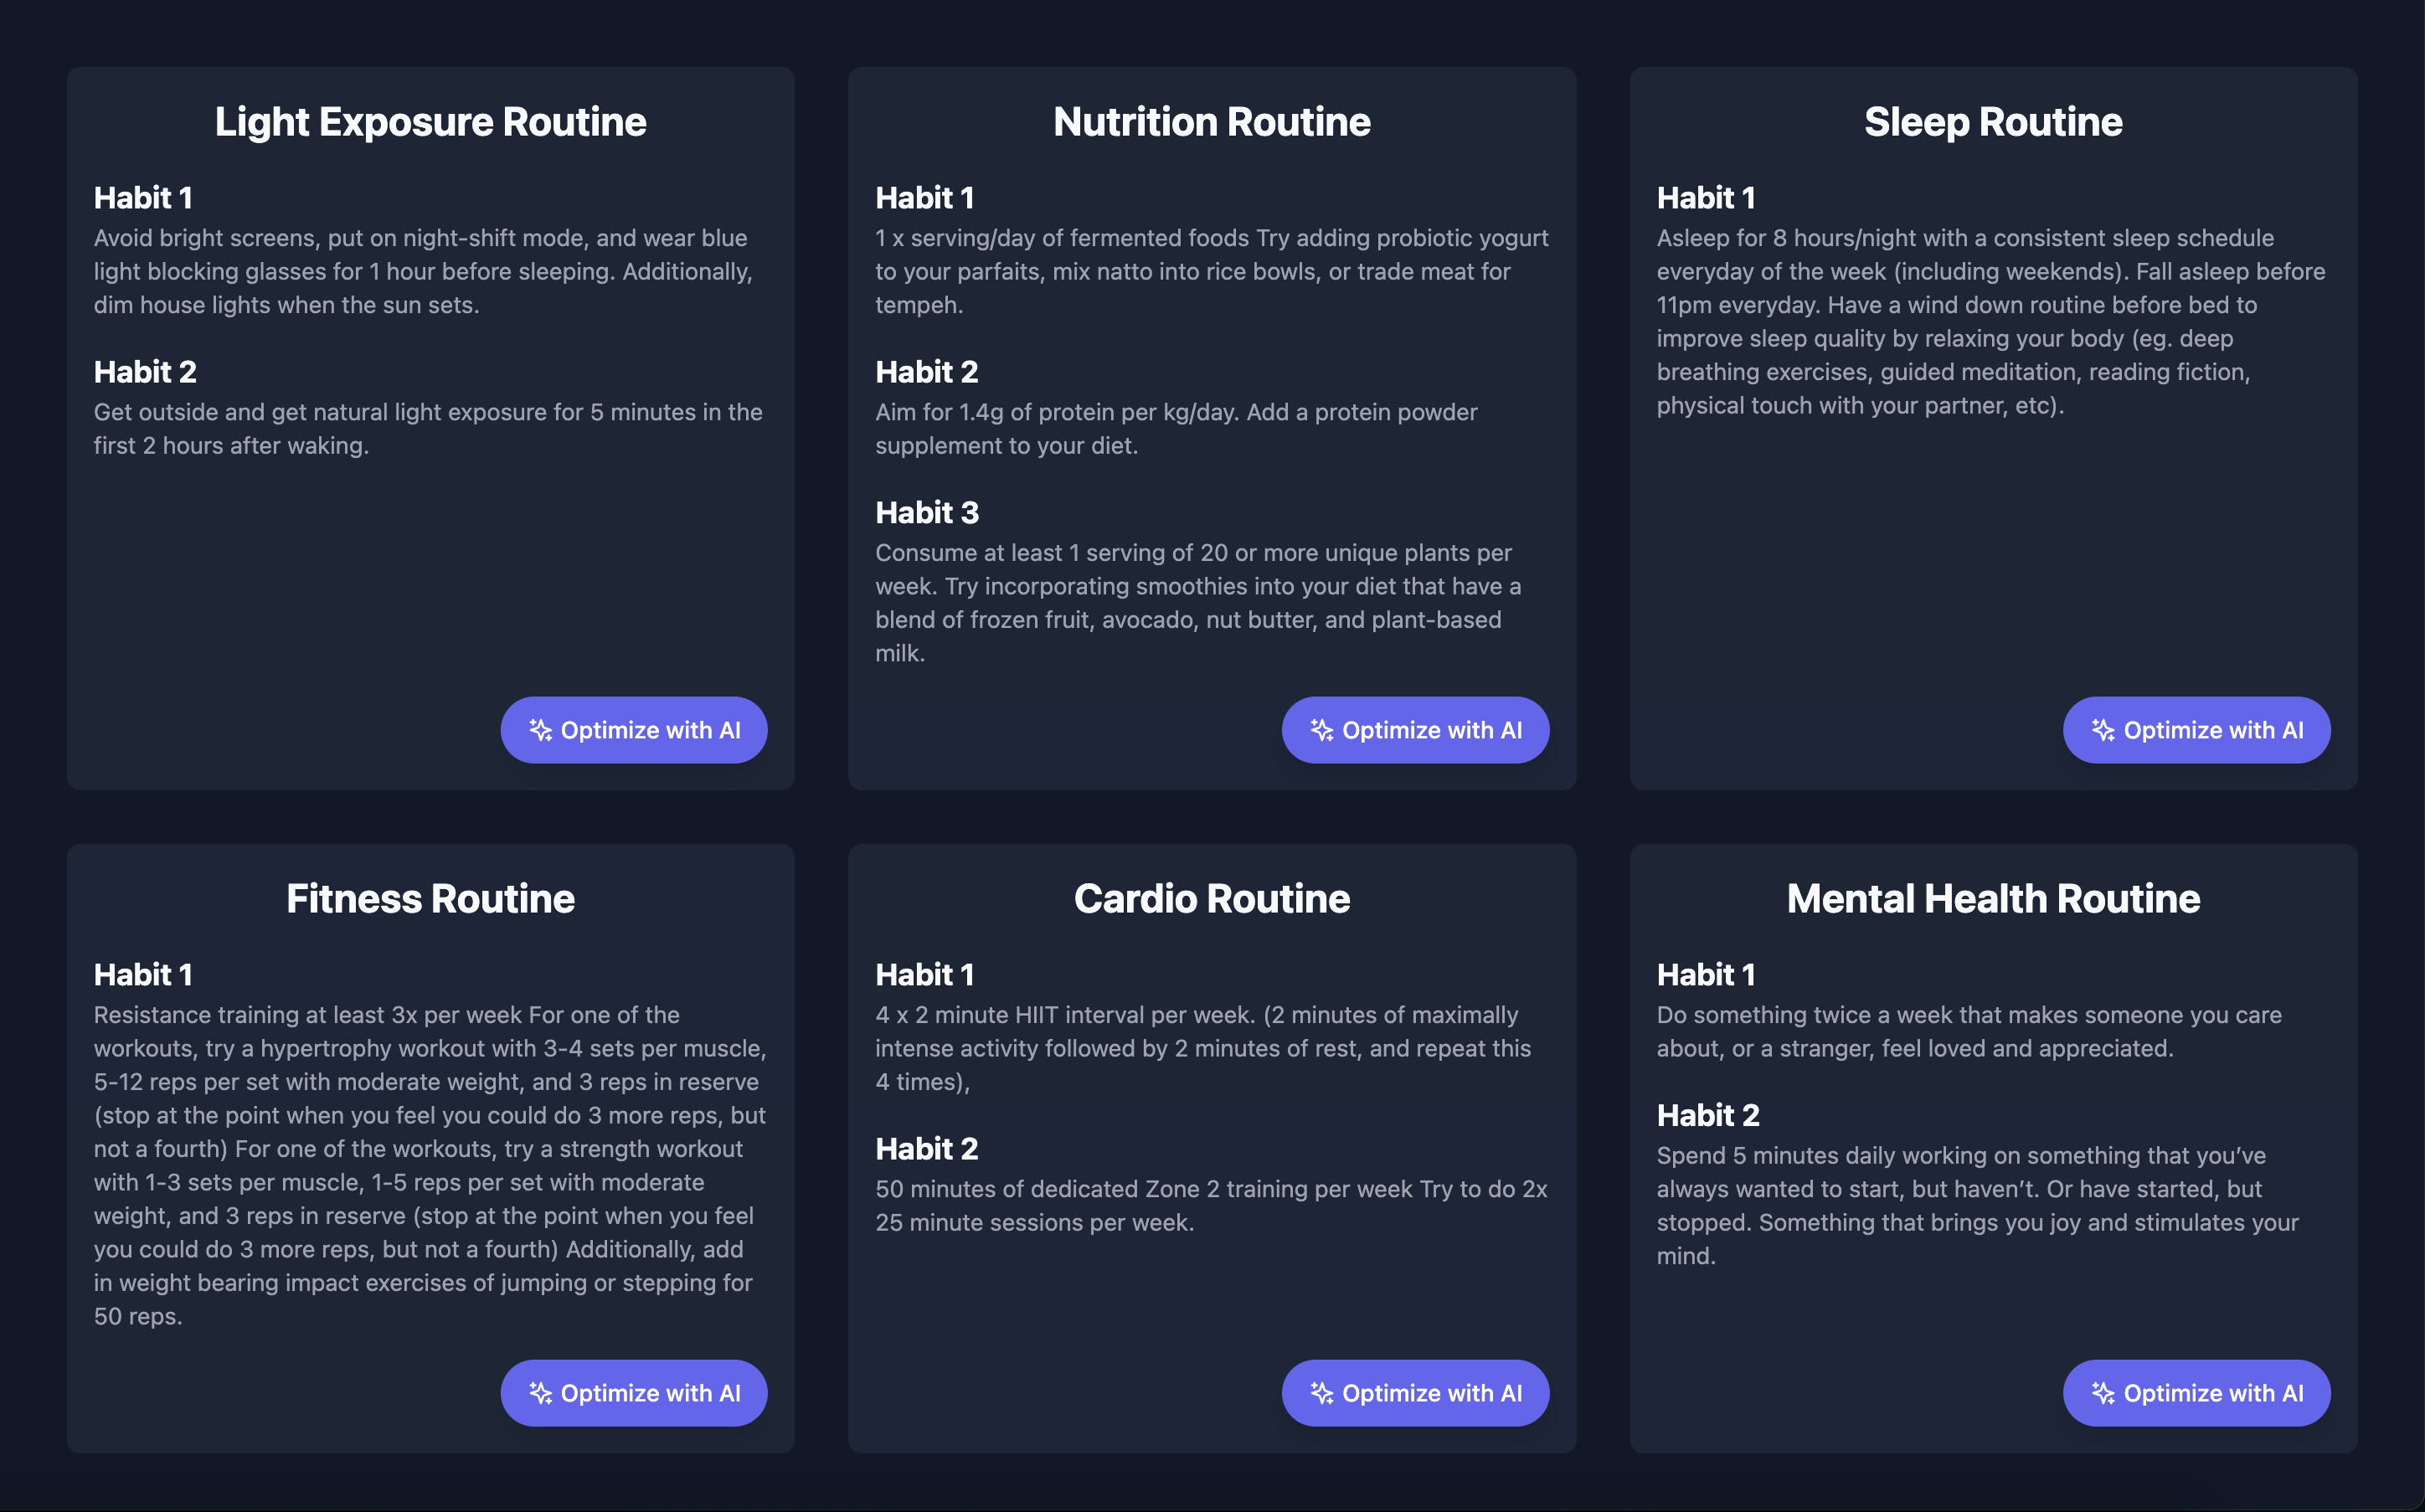 Light Exposure Routine
Habit 1
Avoid bright screens, put on night-shift mode, and wear blue
light blocking glasses for 1 hour before sleeping. Additionally,
dim house lights when the sun sets.
Habit 2
Get outside and get natural light exposure for 5 minutes in the
first 2 hours after waking.
Optimize with AI
Nutrition Routine
Habit 1
1 x serving/day of fermented foods Try adding probiotic yogurt
to your parfaits, mix natto into rice bowls, or trade meat for
tempeh.
Habit 2
Aim for 1.4g of protein per kg/day. Add a protein powder
supplement to your diet.
Habit 3
Consume at least 1 serving of 20 or more unique plants per
week. Try incorporating smoothies into your diet that have a
blend of frozen fruit, avocado, nut butter, and plant-based
milk.
Optimize with AI
Sleep Routine
Habit 1
Asleep for 8 hours/night with a consistent sleep schedule
everyday of the week (including weekends). Fall asleep before
11pm everyday. Have a wind down routine before bed to
improve sleep quality by relaxing your body (eg. deep
breathing exercises, guided meditation, reading fiction,
physical touch with your partner, etc).
Optimize with AI
Fitness Routine
Habit 1
Resistance training at least 3x per week For one of the
workouts, try a hypertrophy workout with 3-4 sets per muscle,
5-12 reps per set with moderate weight, and 3 reps in reserve
(stop at the point when you feel you could do 3 more reps, but
not a fourth) For one of the workouts, try a strength workout
with 1-3 sets per muscle, 1-5 reps per set with moderate
weight, and 3 reps in reserve (stop at the point when you feel
you could do 3 more reps, but not a fourth) Additionally, add
in weight bearing impact exercises of jumping or stepping for
50 reps.
Optimize with AI
Cardio Routine
Habit 1
4 x 2 minute HIIT interval per week. (2 minutes of maximally
intense activity followed by 2 minutes of rest, and repeat this
4 times),
Habit 2
50 minutes of dedicated Zone 2 training per week Try to do 2x
25 minute sessions per week.
Optimize with AI
Mental Health Routine
Habit 1
Do something twice a week that makes someone you care
about, or a stranger, feel loved and appreciated.
Habit 2
Spend 5 minutes daily working on something that you’ve
always wanted to start, but haven’t. Or have started, but
stopped. Something that brings you joy and stimulates your
mind.
Optimize with AI